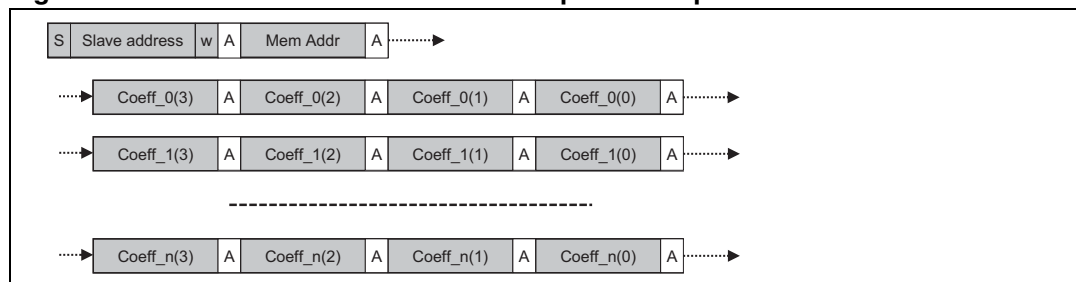 S Slave address w A Mem Addr A
Coeff_0(3) A Coeff_0(2) A Coeff_0(1) A Coeff_0(0) A
Coeff_1(3) A Coeff_1(2) A Coeff_1(1) A Coeff_1(0) A
Coeff_n(3) A Coeff_n(2) A Coeff_n(1) A Coeff_n(0) A